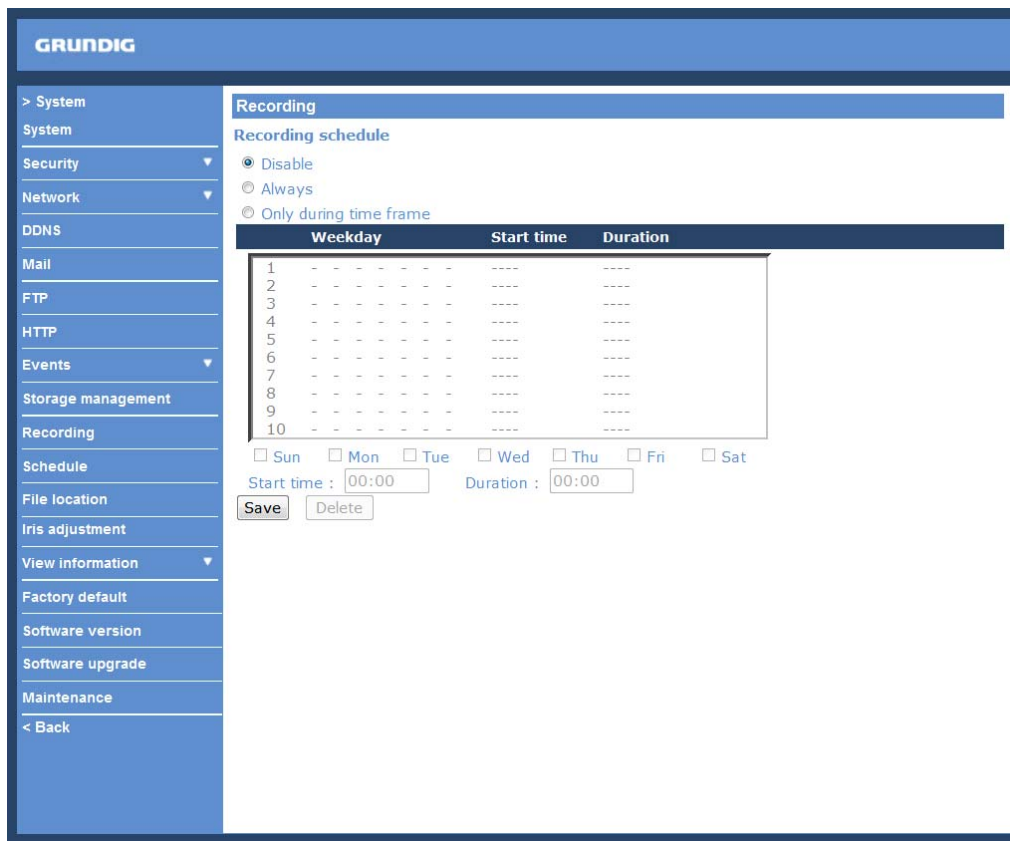 GRUNDIG
> System
System
Security
Network
DDNS
Mail
FTP
HTTP
Events
Storage management
Recording
Schedule
File location
Iris adjustment
View information
Factory default
Software version
Software upgrade
Maintenance
< Back
Recording
Recording schedule
Disable
Always
Only during time frame
Weekday Start time Duration
1 - - - - - - - ---- ----
2 - - - - - - - ---- ----
3 - - - - - - - ---- ----
4 - - - - - - - ---- ----
5 - - - - - - - ---- ----
6 - - - - - - - ---- ----
7 - - - - - - - ---- ----
8 - - - - - - - ---- ----
9 - - - - - - - ---- ----
10 - - - - - - - ---- ----
Sun Mon Tue Wed Thu Fri Sat
Start time : 00:00 Duration : 00:00
Save Delete